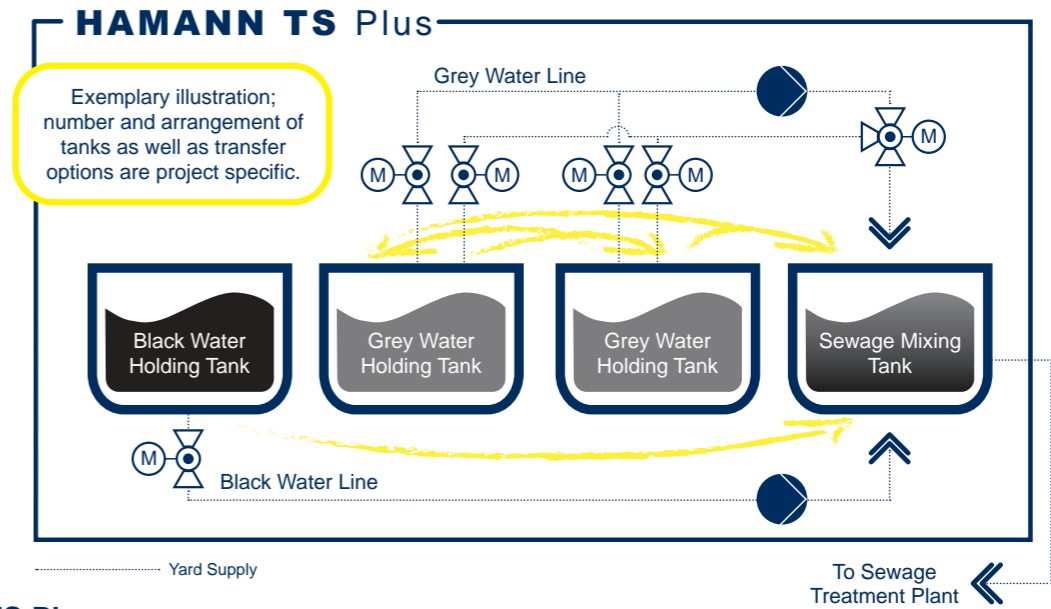 HAMANN TS Plus
Exemplary illustration;
number and arrangement of
tanks as well as transfer
options are project specific.
Grey Water Line
M
M
M
M
M
Black Water
Holding Tank
Grey Water
Holding Tank
Grey Water
Holding Tank
Sewage Mixing
Tank
M
Black Water Line
Yard Supply
To Sewage
Treatment Plant